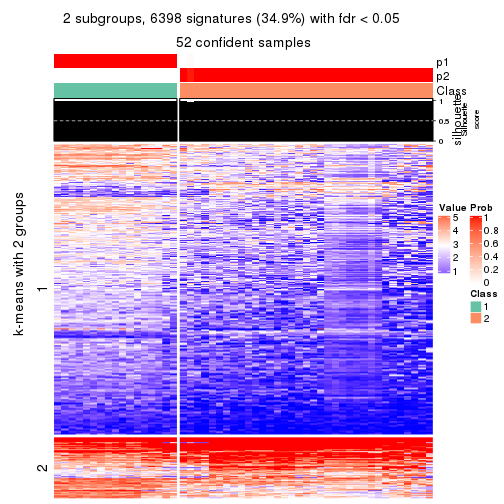 2 subgroups, 6398 signatures (34.9%) with fdr < 0.05
52 confident samples
p1
p2
Class
silhouette
Silhouette
score
1
0.5
0
k-means with 2 groups
1
2
Value
5
4
3
2
1
Prob
1
0.8
0.6
0.4
0.2
0
Class
1
2